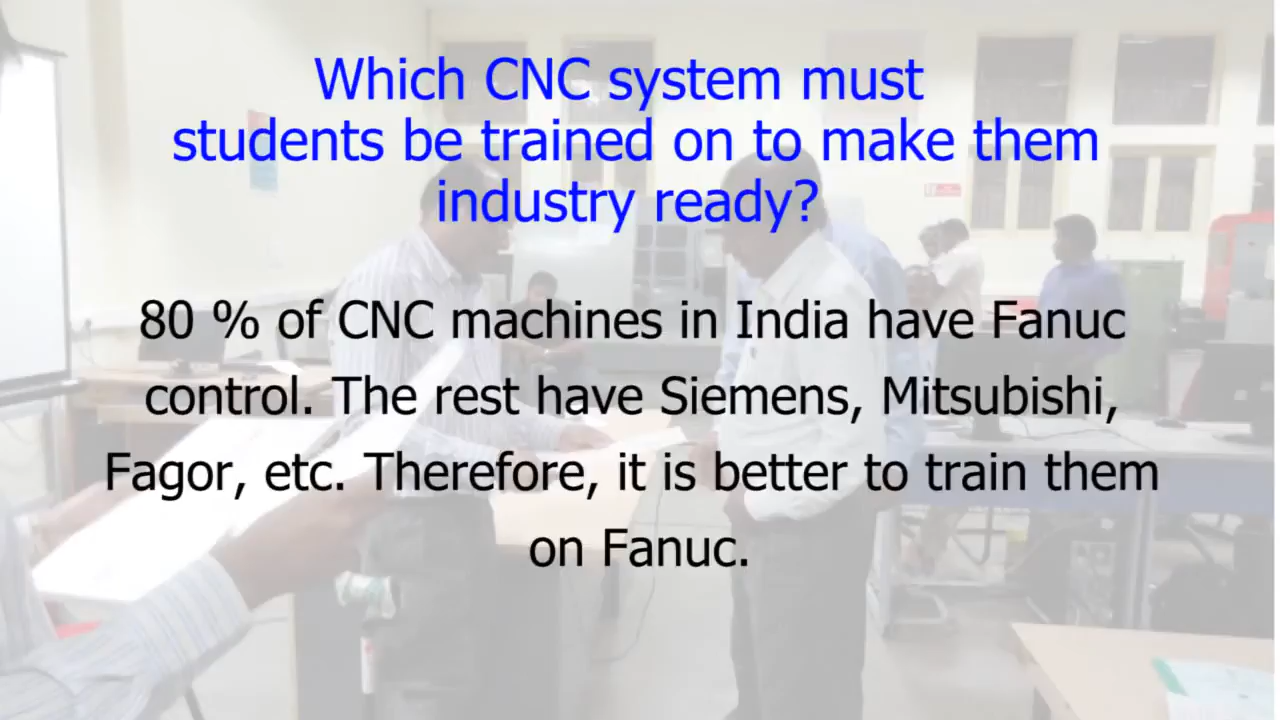 Which CNC system must
students be trained on to make them
industry ready?
80 % of CNC machines in India have Fanuc
control. The rest have Siemens, Mitsubishi,
Fagor, etc. Therefore, it is better to train them
on Fanuc.